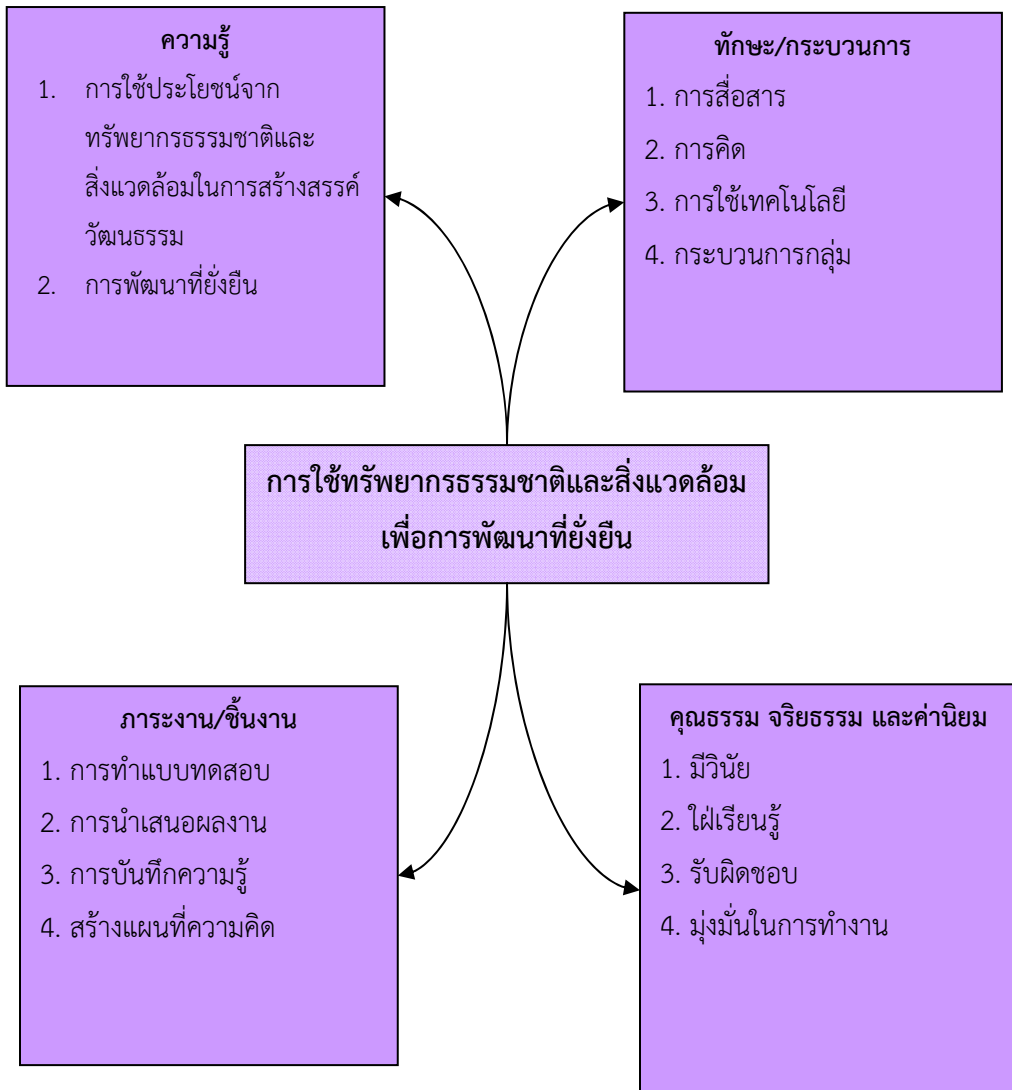 ความรู้
1. การใช้ประโยชน์จาก
ทรัพยากรธรรมชาติและ
สิ่งแวดล้อมในการสร้างสรรค์
วัฒนธรรม
2. การพัฒนาที่ยั่งยืน
ทักษะ/กระบวนการ
1. การสื่อสาร
2. การคิด
3. การใช้เทคโนโลยี
4. กระบวนการกลุ่ม
การใช้ทรัพยากรธรรมชาติและสิ่งแวดล้อม
เพื่อการพัฒนาที่ยั่งยืน
ภาระงาน/ชิ้นงาน
1. การทำแบบทดสอบ
2. การนำเสนอผลงาน
3. การบันทึกความรู้
4. สร้างแผนที่ความคิด
คุณธรรม จริยธรรม และค่านิยม
1. มีวินัย
2. ใฝ่เรียนรู้
3. รับผิดชอบ
4. มุ่งมั่นในการทำงาน